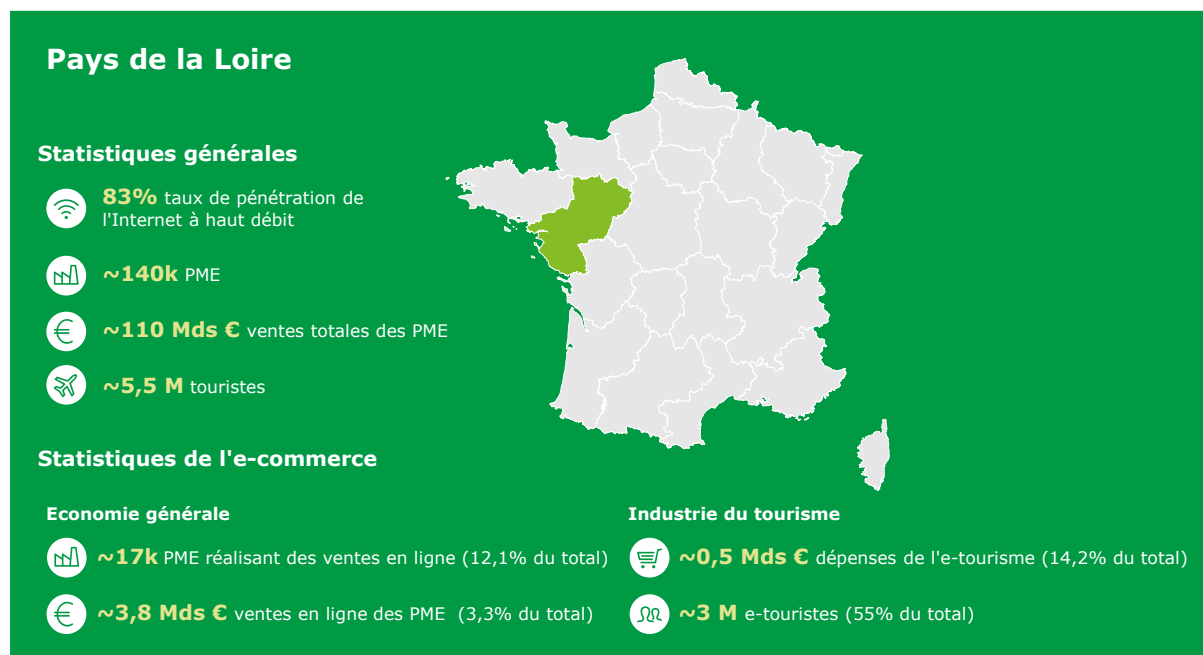 Pays de la Loire
Statistiques générales
83% taux de pénétration de
l'Internet à haut débit
~140k PME
~110 Mds € ventes totales des PME
~5,5 M touristes
Statistiques de l'e-commerce
Economie générale
~17k PME réalisant des ventes en ligne (12,1% du total)
~3,8 Mds € ventes en ligne des PME (3,3% du total)
Industrie du tourisme
~0,5 Mds € dépenses de l'e-tourisme (14,2% du total)
~3 M e-touristes (55% du total)